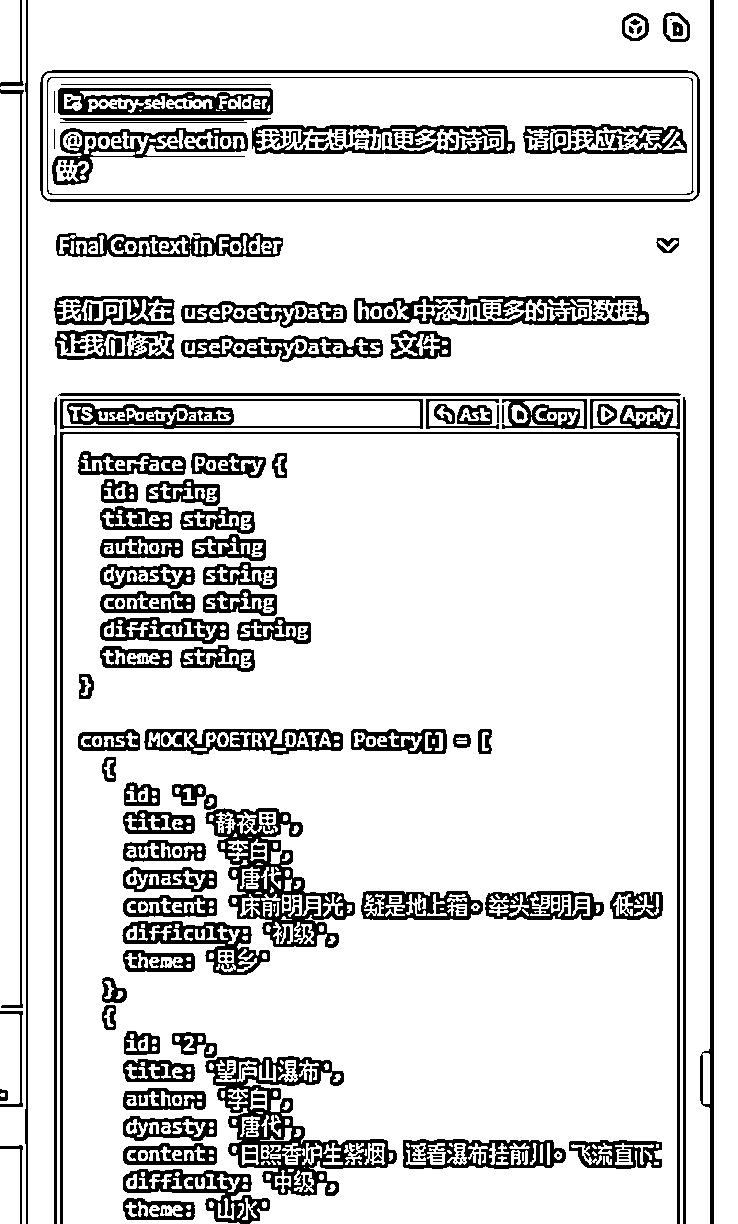 poetry-selection Folder
@poetry-selection 我现在想增加更多的诗词，请问我应该怎么
做？
Final Context in Folder
我们可以在 usePoetryData hook 中添加更多的诗词数据。
让我们修改 usePoetryData.ts 文件：
TS usePoetryData.ts Ask Copy Apply
interface Poetry {
id: string
title: string
author: string
dynasty: string
content: string
difficulty: string
theme: string
}
const MOCK_POETRY_DATA: Poetry[] = [
{
id: '1',
title: '静夜思',
author: '李白',
dynasty: '唐代',
content: '床前明月光，疑是地上霜。举头望明月，低头
difficulty: '初级',
theme: '思乡'
},
{
id: '2',
title: '望庐山瀑布',
author: '李白',
dynasty: '唐代',
content: '日照香炉生紫烟，遥看瀑布挂前川。飞流直下
difficulty: '中级',
theme: '山水'